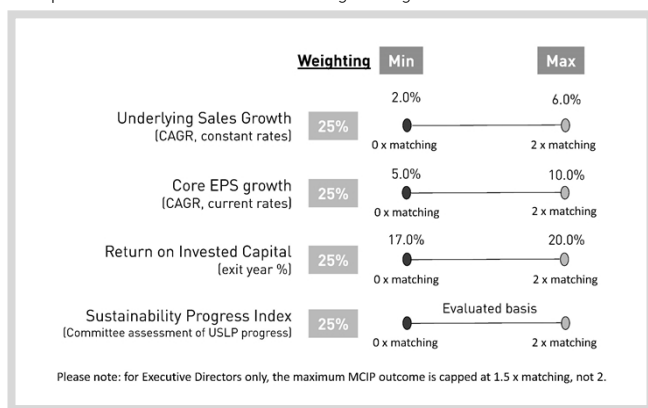 Weighting Min Max
2.0% 6.0%
Underlying Sales Growth
(CAGR, constant rates)
25%
0 x matching 2 x matching
5.0% 10.0%
Core EPS growth
(CAGR, current rates)
25%
0 x matching 2 x matching
17.0% 20.0%
Return on Invested Capital
(exit year %)
25%
0 x matching 2 x matching
Evaluated basis
Sustainability Progress Index
(Committee assessment of USLP progress)
25%
0 x matching 2 x matching
Please note: for Executive Directors only, the maximum MCIP outcome is capped at 1.5 x matching, not 2.